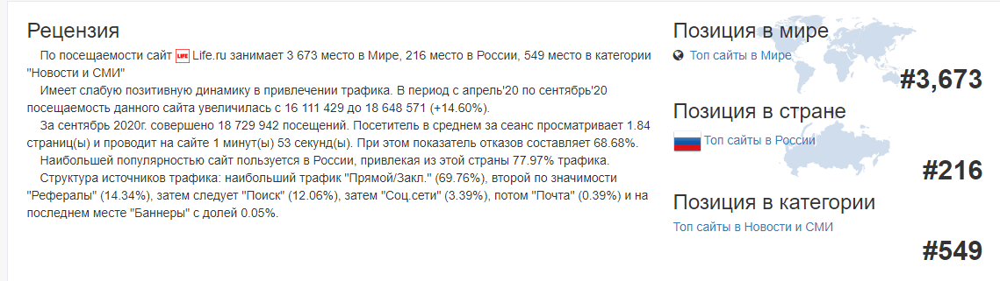 Рецензия
По посещаемости сайт LIFE Life.ru занимает 3 673 место в Мире, 216 место в России, 549 место в категории
"Новости и СМИ"
Имеет слабую позитивную динамику в привлечении трафика. В период с апрель'20 по сентябрь'20
посещаемость данного сайта увеличилась с 16 111 429 до 18 648 571 (+14.60%).
За сентябрь 2020г. совершено 18 729 942 посещений. Посетитель в среднем за сеанс просматривает 1.84
страниц(ы) и проводит на сайте 1 минут(ы) 53 секунд(ы). При этом показатель отказов составляет 68.68%.
Наибольшей популярностью сайт пользуется в России, привлекая из этой страны 77.97% трафика.
Структура источников трафика: наибольший трафик "Прямой/Закл." (69.76%), второй по значимости
"Рефералы" (14.34%), затем следует "Поиск" (12.06%), затем "Соц.сети" (3.39%), потом "Почта" (0.39%) и на
последнем месте "Баннеры" с долей 0.05%.
Позиция в мире
Топ сайты в Мире
#3,673
Позиция в стране
Топ сайты в России
#216
Позиция в категории
Топ сайты в Новости и СМИ
#549